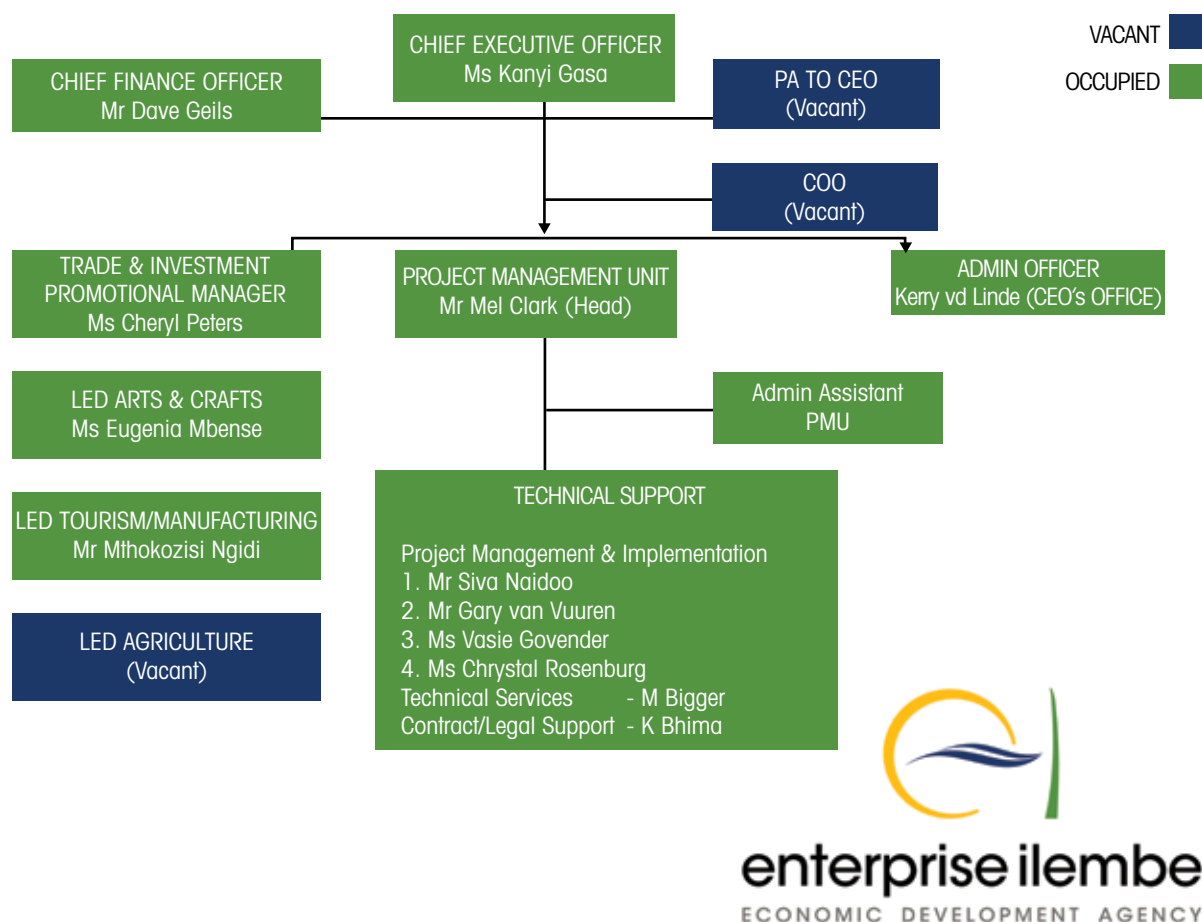 CHIEF EXECUTIVE OFFICER
Ms Kanyi Gasa
VACANT
OCCUPIED
CHIEF FINANCE OFFICER
Mr Dave Geils
PA TO CEO
(Vacant)
COO
(Vacant)
TRADE & INVESTMENT
PROMOTIONAL MANAGER
Ms Cheryl Peters
PROJECT MANAGEMENT UNIT
Mr Mel Clark (Head)
ADMIN OFFICER
Kerry vd Linde (CEO's OFFICE)
LED ARTS & CRAFTS
Ms Eugenia Mbense
Admin Assistant
PMU
LED TOURISM/MANUFACTURING
Mr Mthokozisi Ngidi
LED AGRICULTURE
(Vacant)
TECHNICAL SUPPORT
Project Management & Implementation
1. Mr Siva Naidoo
2. Mr Gary van Vuuren
3. Ms Vasie Govender
4. Ms Chrystal Rosenburg
Technical Services - M Bigger
Contract/Legal Support - K Bhima
enterprise ilembe
ECONOMIC DEVELOPMENT AGENCY